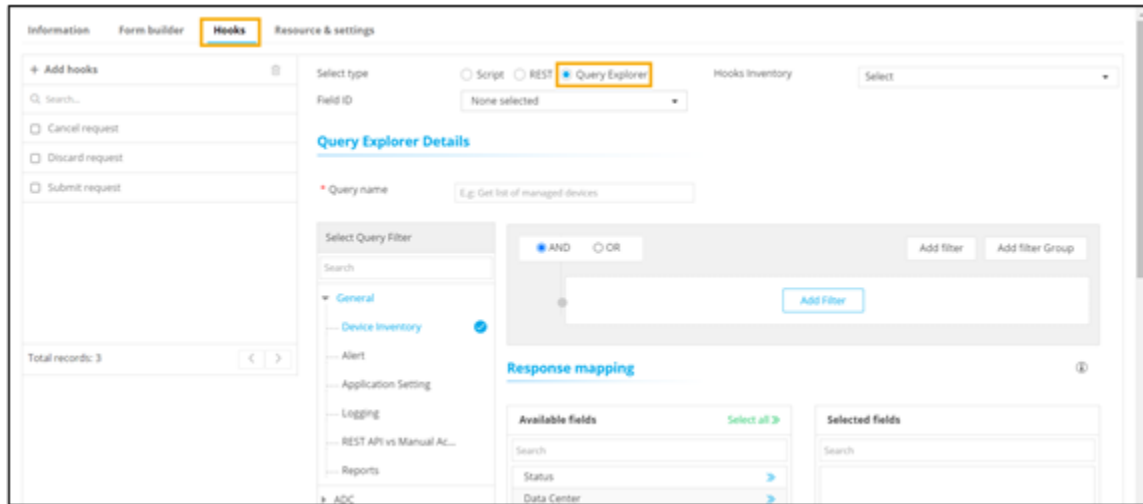 Information Form builder Hooks Resource & settings
+ Add hooks
Search...
Cancel request
Discard request
Submit request
Total records: 3
Select type Script REST Query Explorer Hooks Inventory Select
Field ID None selected
Query Explorer Details
* Query name E.g: Get list of managed devices
Select Query Filter
Search
General
Device Inventory
Alert
Application Setting
Logging
REST API vs Manual Ac...
Reports
ADC
AND OR Add filter Add filter Group
Add Filter
Response mapping
Available fields Select all
Search
Status
Data Center
Selected fields
Search